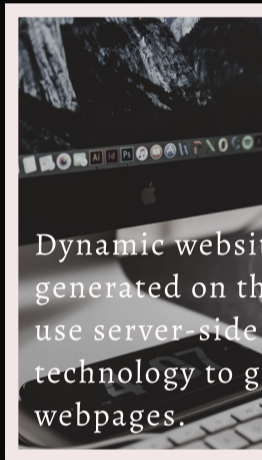 Dynamic websit
generated on th
use server-side
technology to g
webpages.